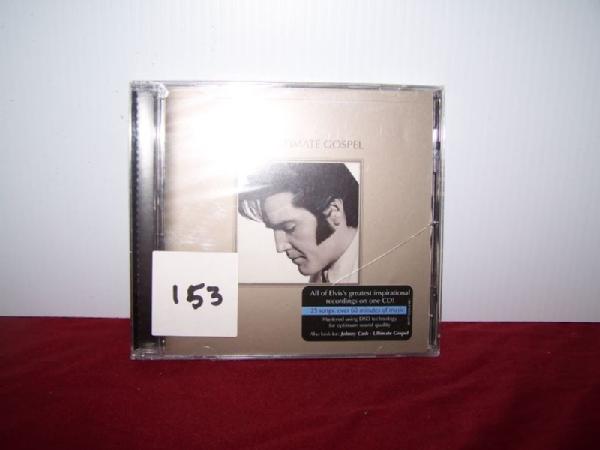 TIMATE GOSPEL
153
All of Elvis's greatest inspirational
recordings on one CD!
25 songs, over 60 minutes of music
Mastered using DSD technology
for optimum sound quality
Also look for: Johnny Cash - Ultimate Gospel